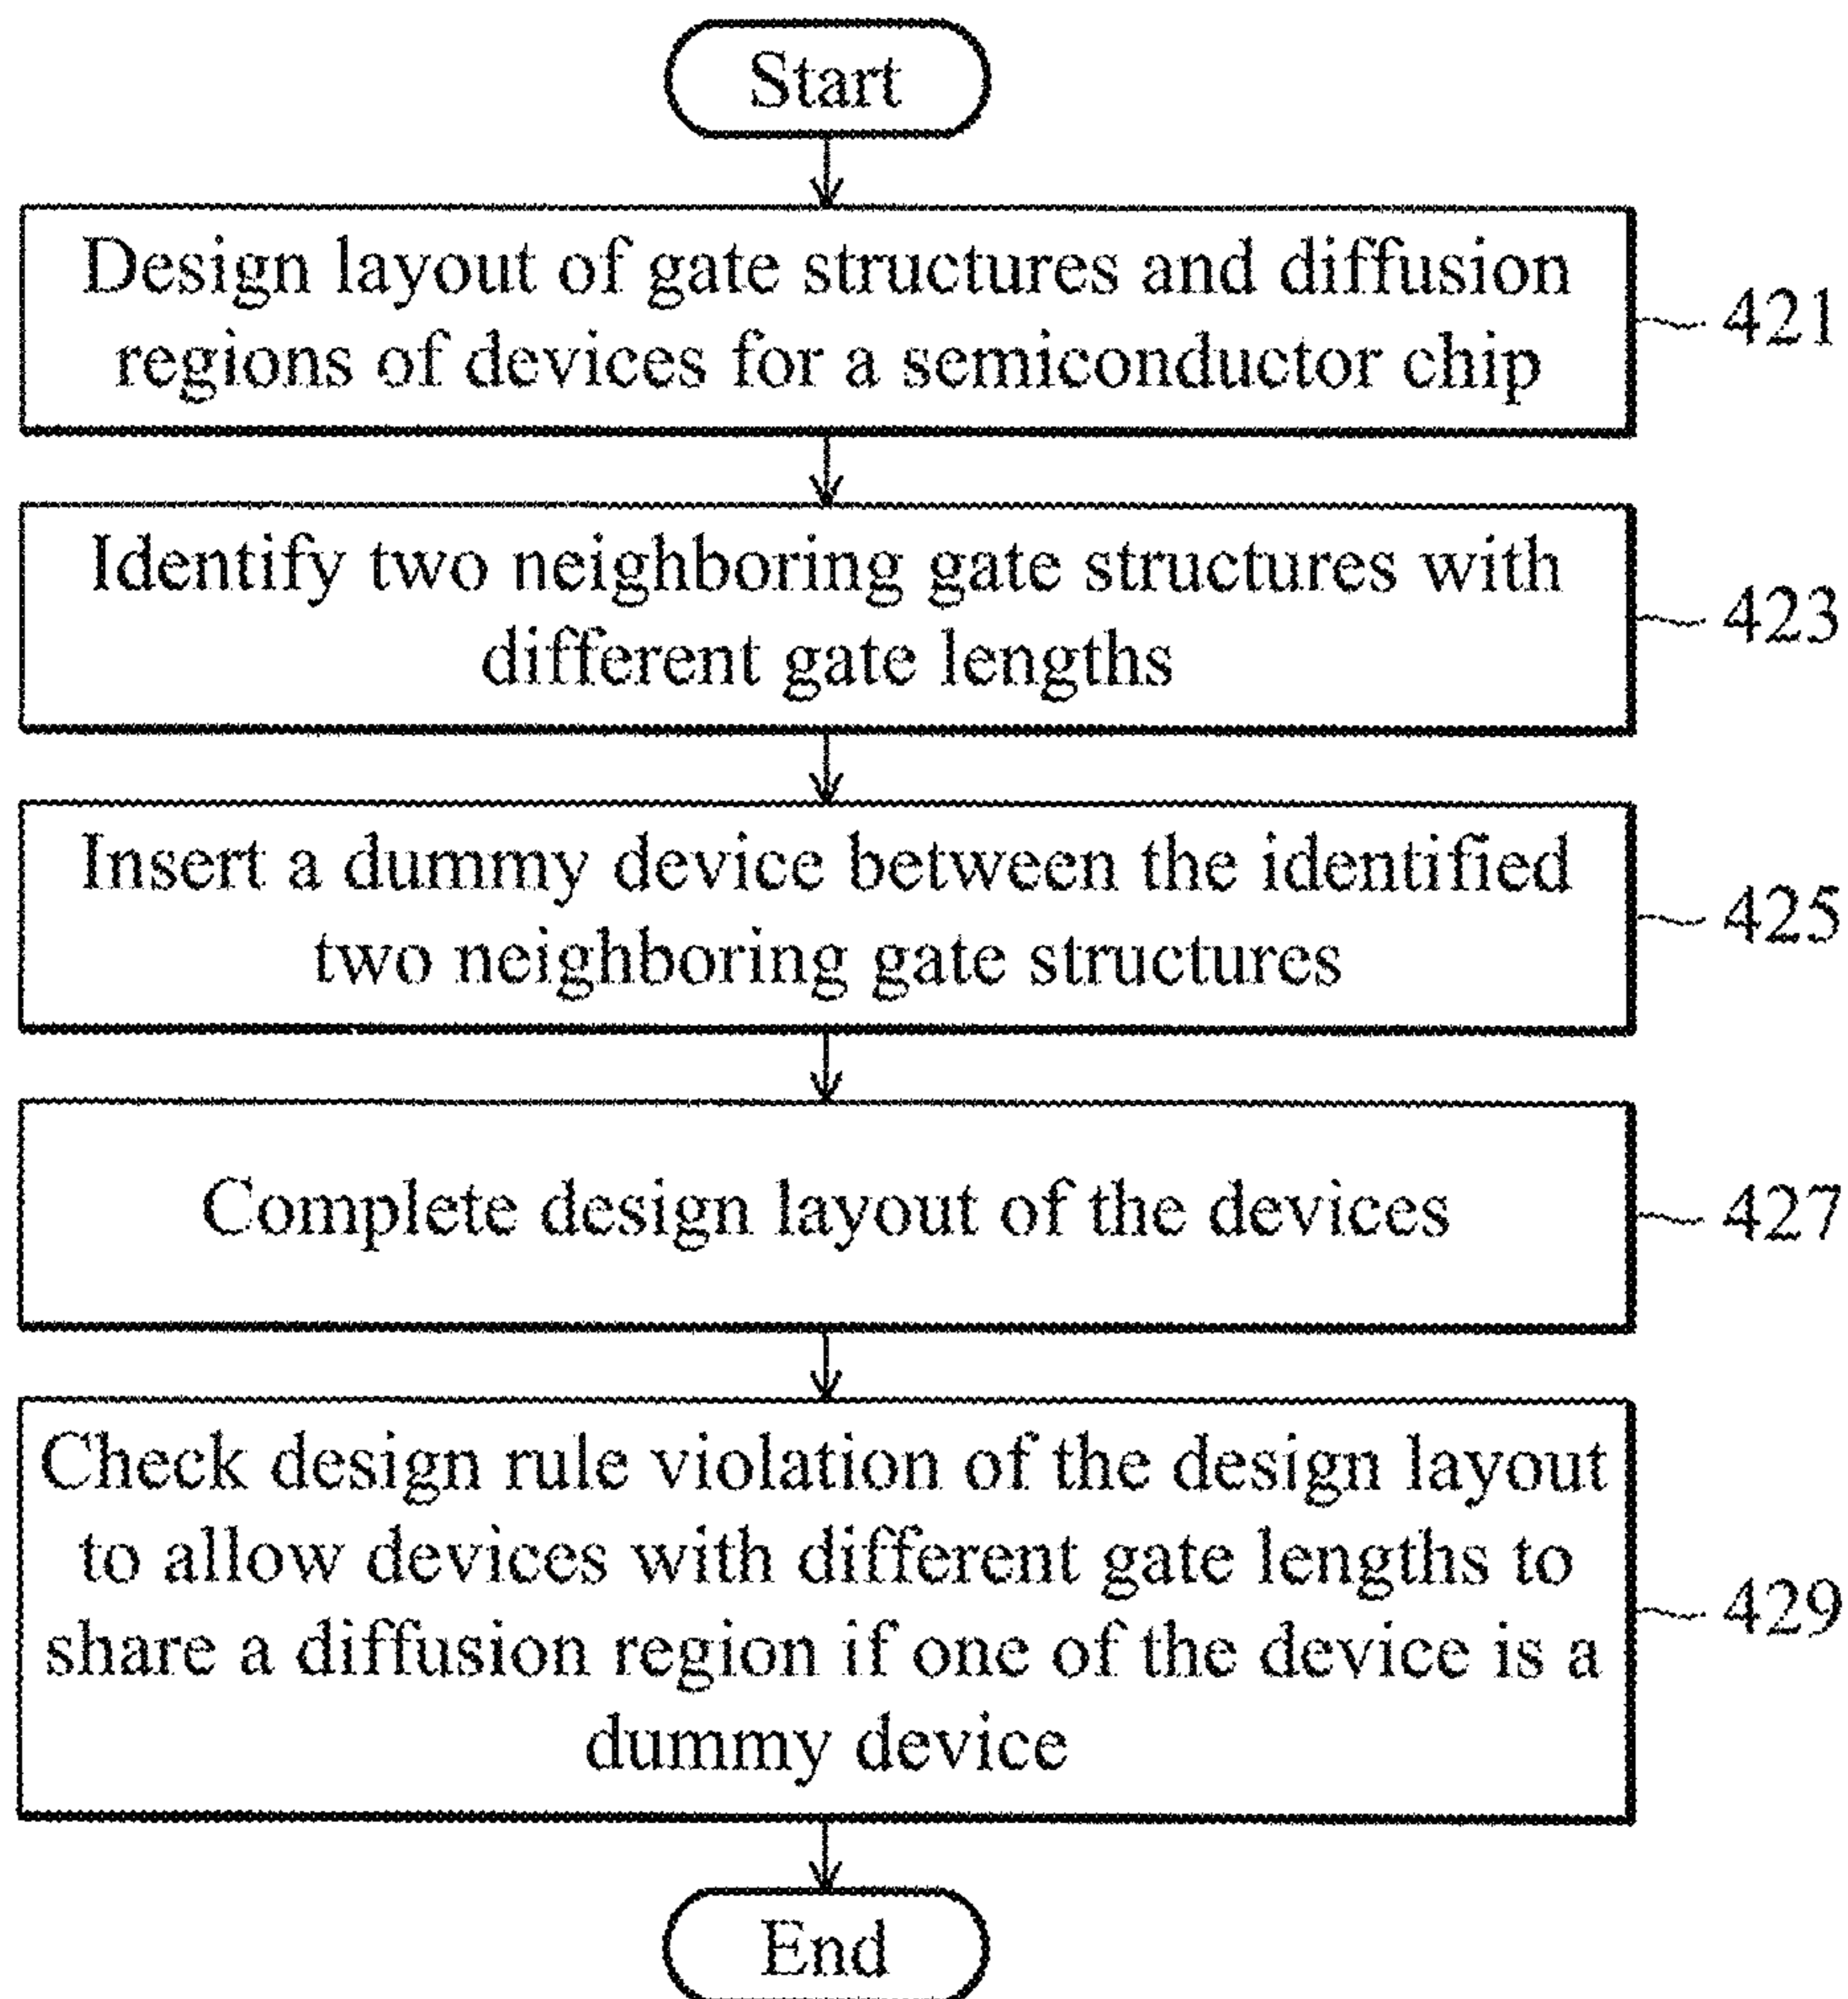 Start
Design layout of gate structures and diffusion
regions of devices for a semiconductor chip
421
Identify two neighboring gate structures with
different gate lengths
423
Insert a dummy device between the identified
two neighboring gate structures
425
Complete design layout of the devices
427
Check design rule violation of the design layout
to allow devices with different gate lengths to
share a diffusion region if one of the device is a
dummy device
429
End